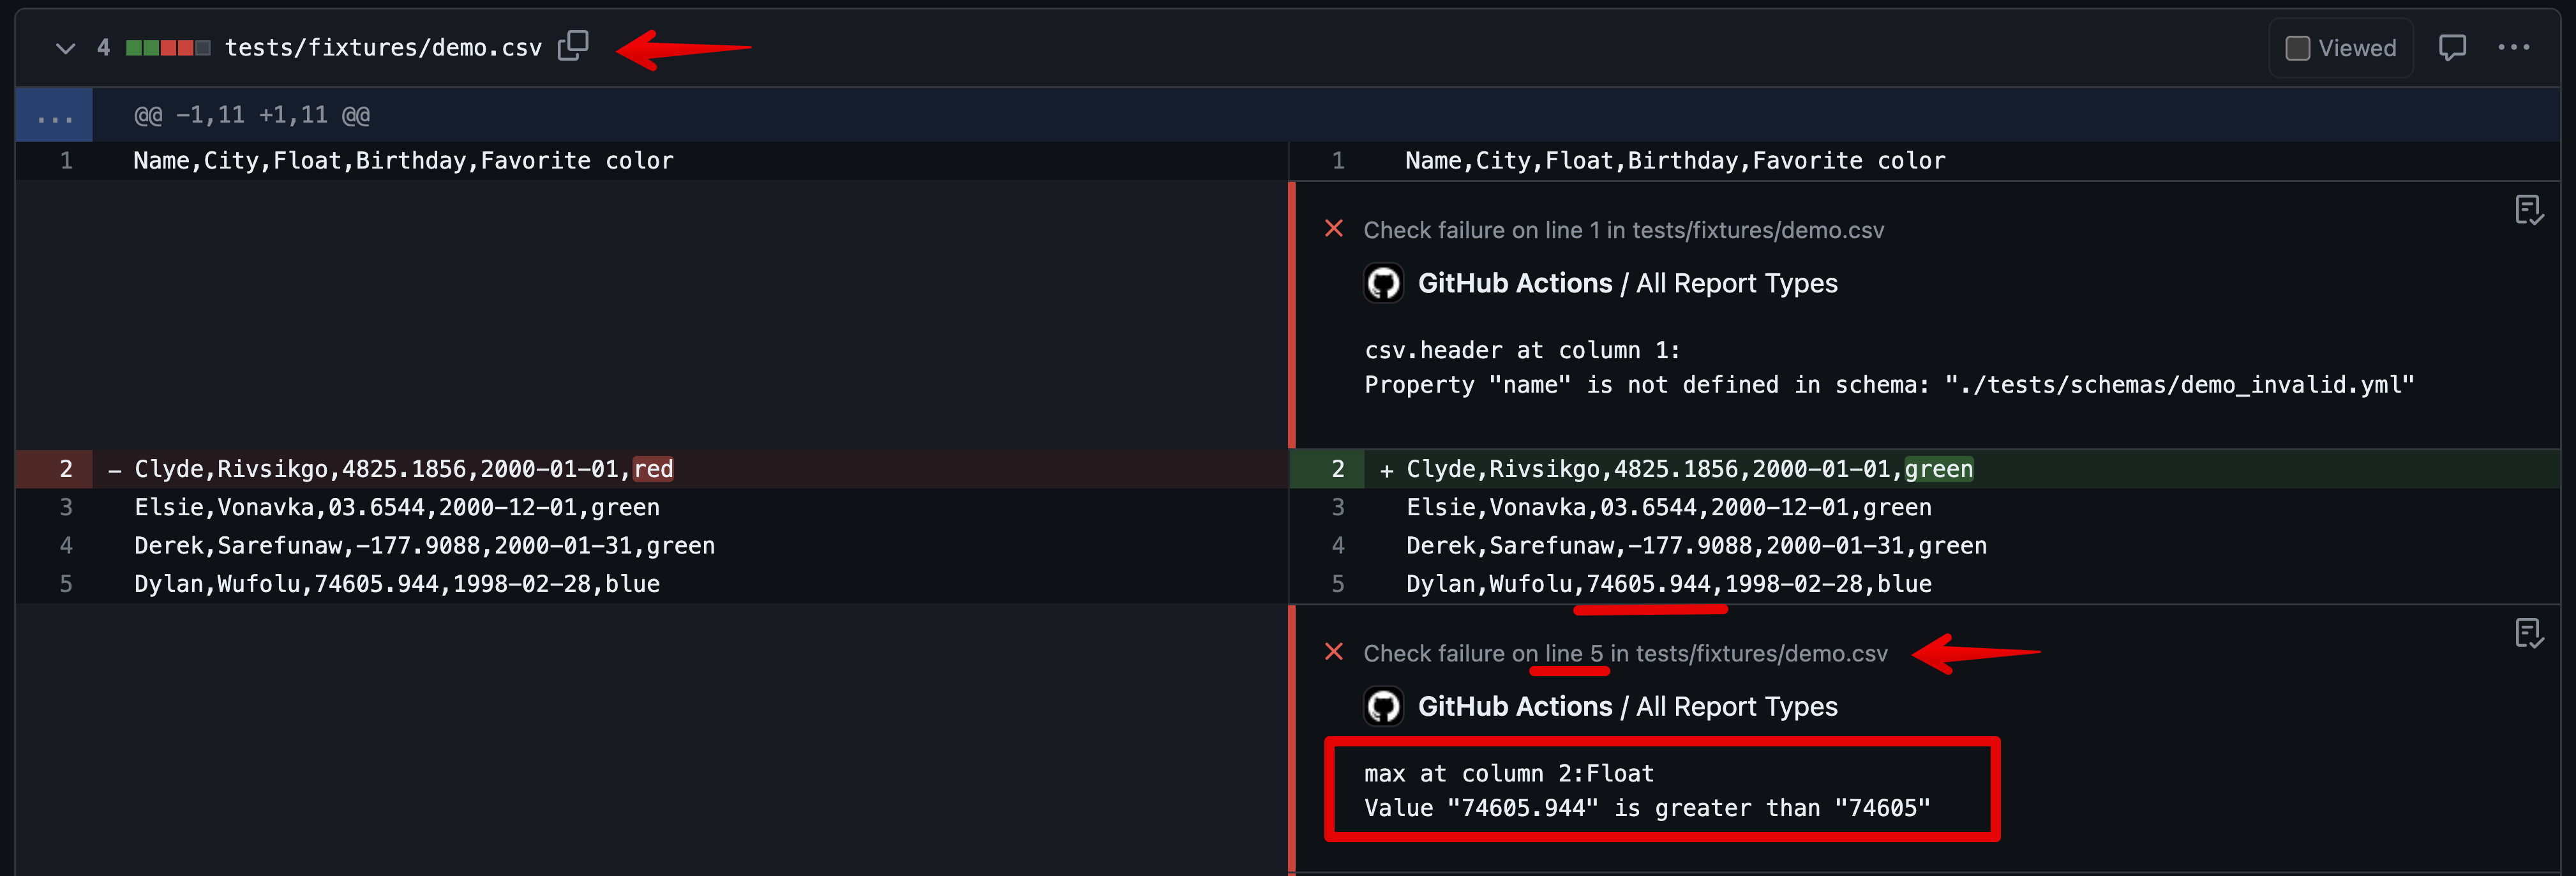 4 tests/fixtures/demo.csv Viewed ...
... @@ -1,11 +1,11 @@
1 Name,City,Float,Birthday,Favorite color
1 Name,City,Float,Birthday,Favorite color
Check failure on line 1 in tests/fixtures/demo.csv
GitHub Actions / All Report Types
csv.header at column 1:
Property "name" is not defined in schema: "./tests/schemas/demo_invalid.yml"
2 - Clyde,Rivsikgo,4825.1856,2000-01-01,red
2 + Clyde,Rivsikgo,4825.1856,2000-01-01,green
3 Elsie,Vonavka,03.6544,2000-12-01,green
3 Elsie,Vonavka,03.6544,2000-12-01,green
4 Derek,Sarefunaw,-177.9088,2000-01-31,green
4 Derek,Sarefunaw,-177.9088,2000-01-31,green
5 Dylan,Wufolu,74605.944,1998-02-28,blue
5 Dylan,Wufolu,74605.944,1998-02-28,blue
Check failure on line 5 in tests/fixtures/demo.csv
GitHub Actions / All Report Types
max at column 2:Float
Value "74605.944" is greater than "74605"